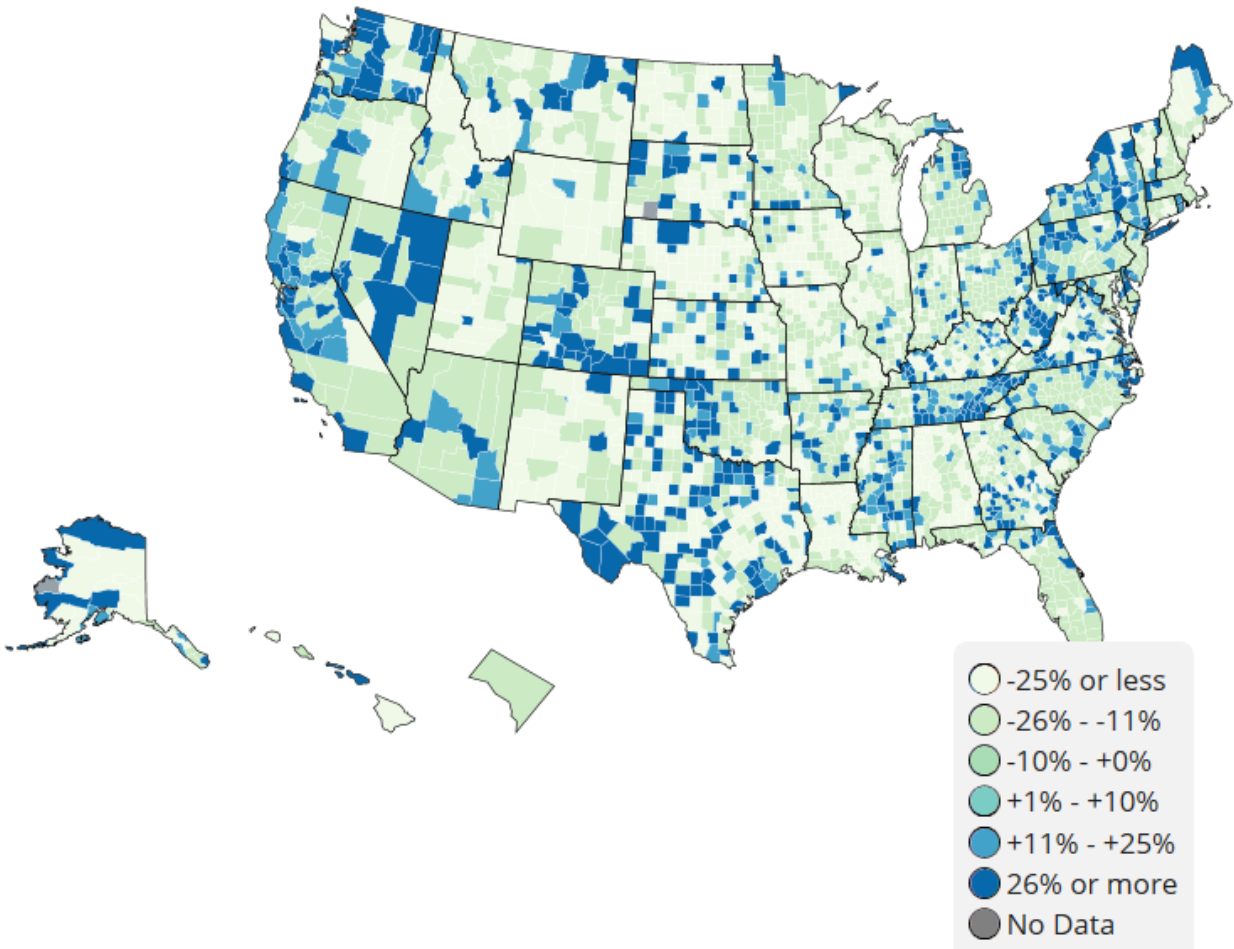 -25% or less
-26% - -11%
-10% - +0%
+1% - +10%
+11% - +25%
26% or more
No Data